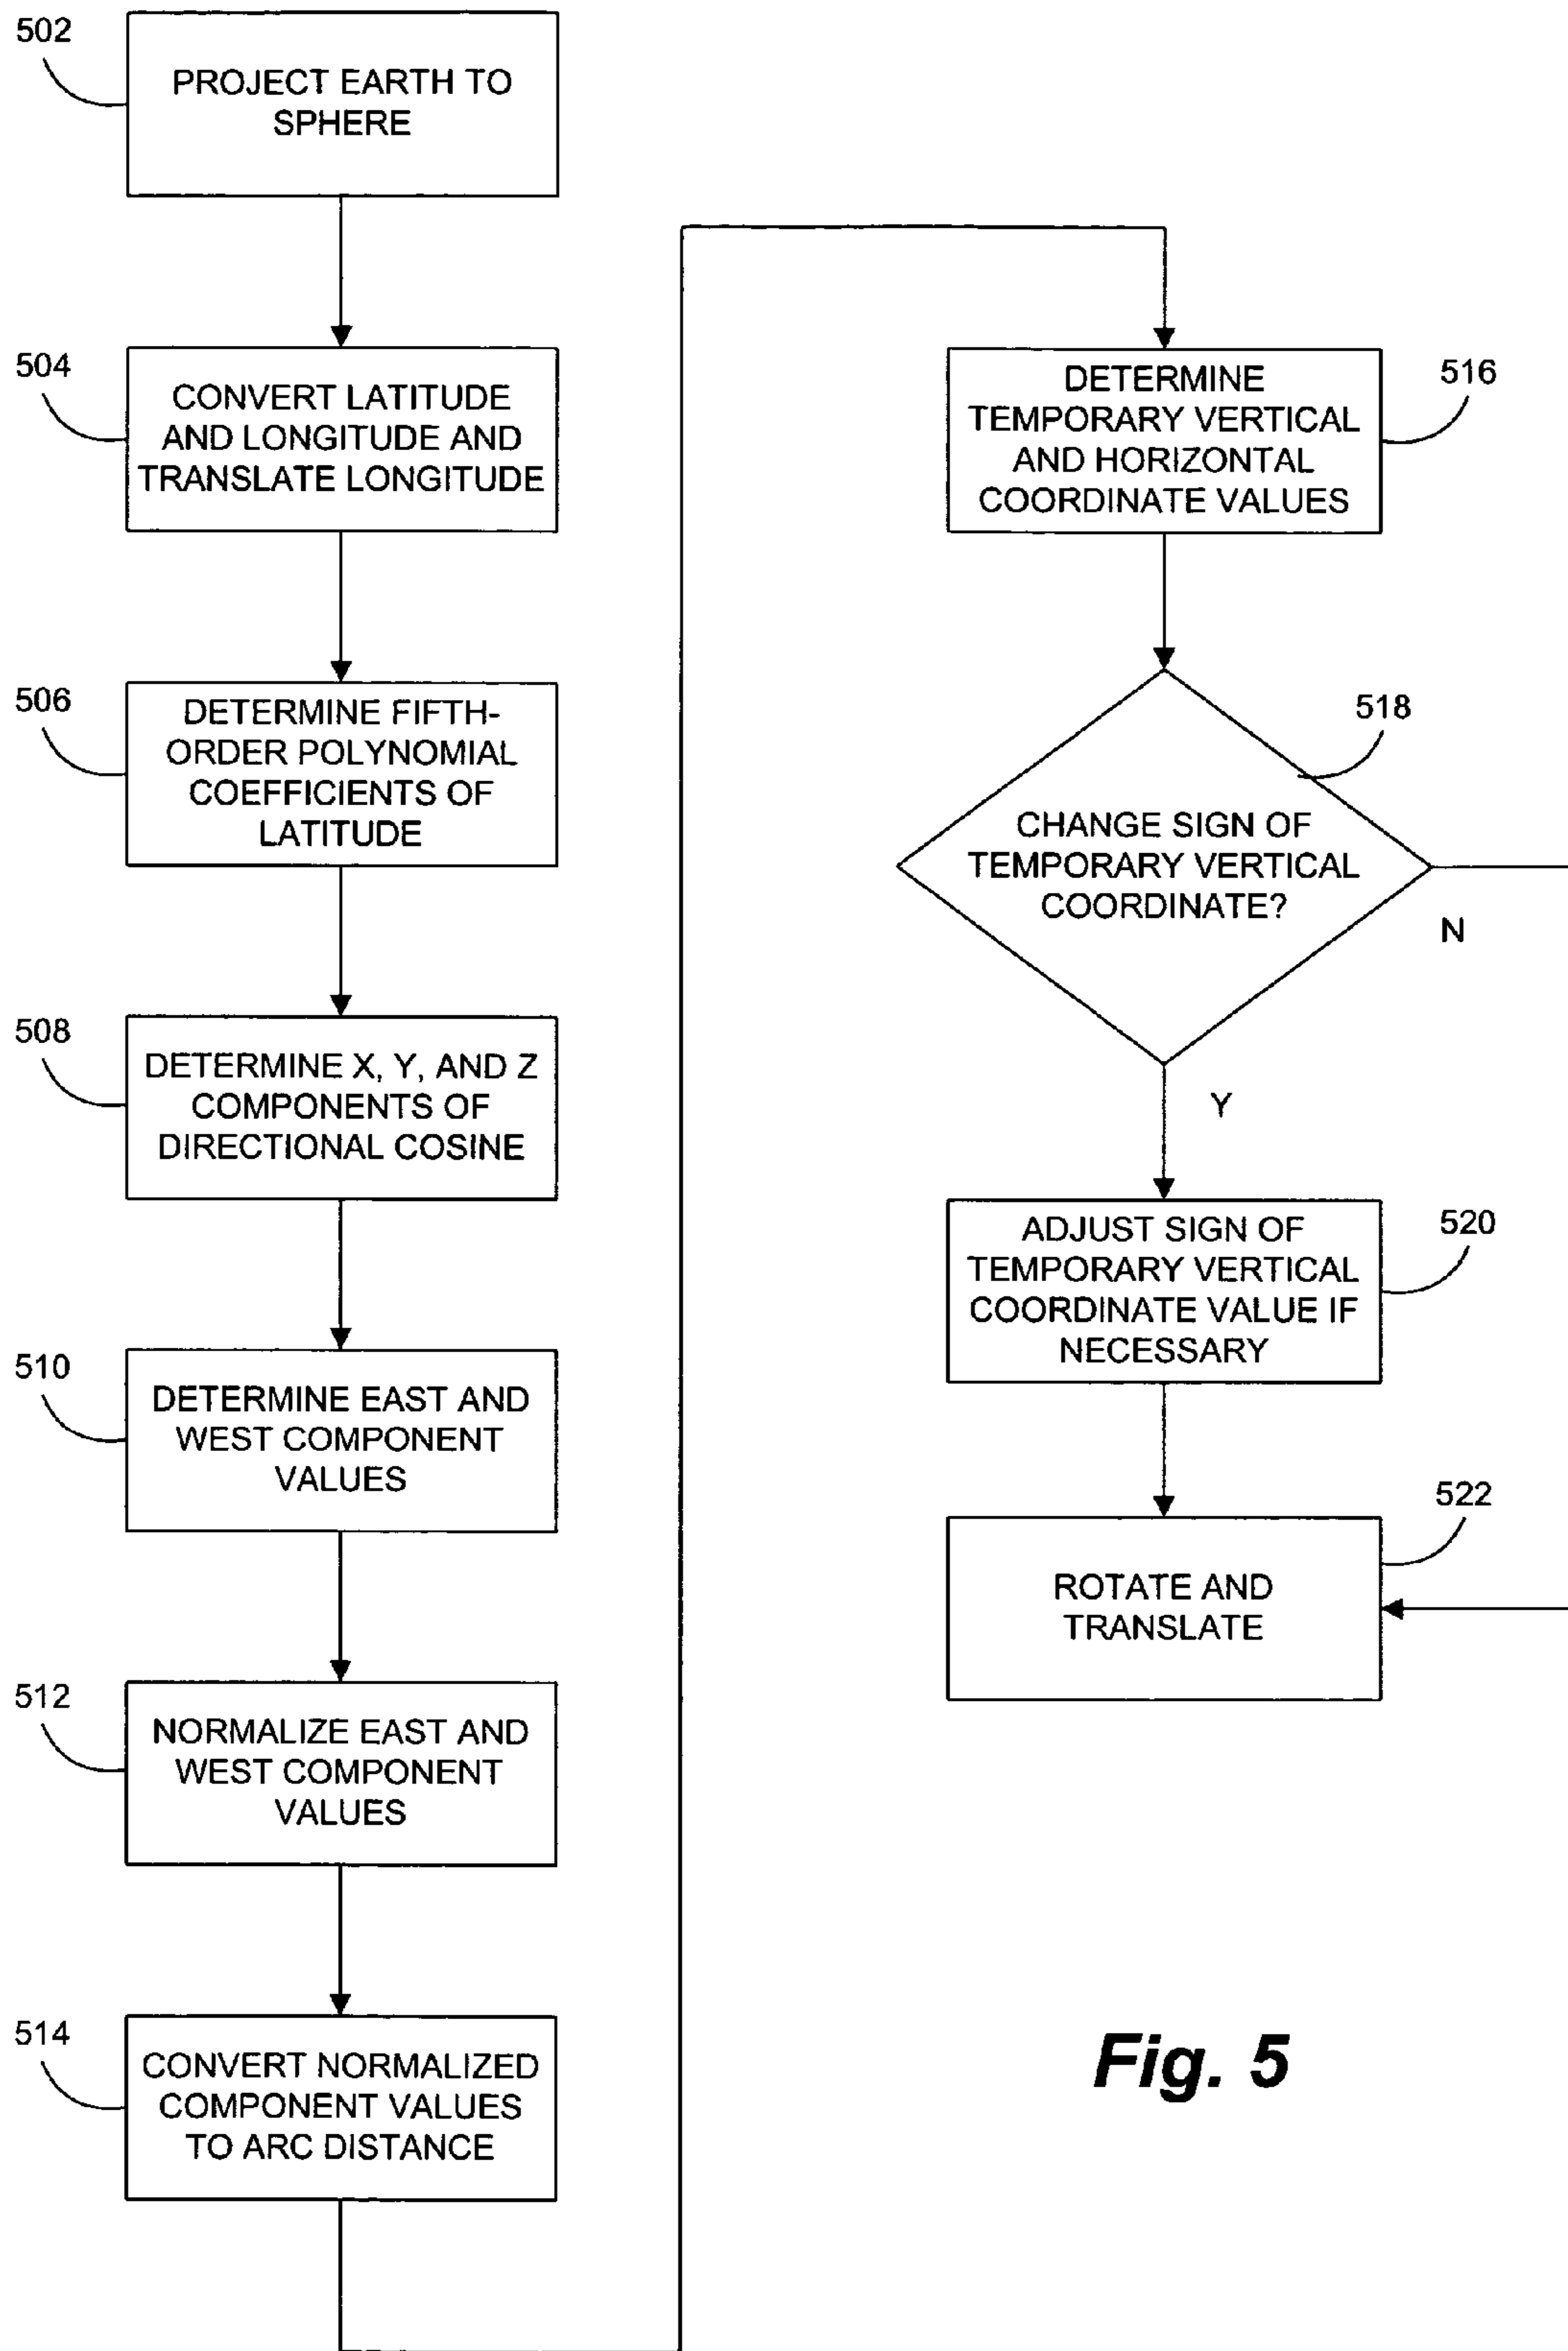 502
PROJECT EARTH TO
SPHERE
504
CONVERT LATITUDE
AND LONGITUDE AND
TRANSLATE LONGITUDE
506
DETERMINE FIFTH-
ORDER POLYNOMIAL
COEFFICIENTS OF
LATITUDE
508
DETERMINE X, Y, AND Z
COMPONENTS OF
DIRECTIONAL COSINE
510
DETERMINE EAST AND
WEST COMPONENT
VALUES
512
NORMALIZE EAST AND
WEST COMPONENT
VALUES
514
CONVERT NORMALIZED
COMPONENT VALUES
TO ARC DISTANCE
516
DETERMINE
TEMPORARY VERTICAL
AND HORIZONTAL
COORDINATE VALUES
518
CHANGE SIGN OF
TEMPORARY VERTICAL
COORDINATE?
N
Y
520
ADJUST SIGN OF
TEMPORARY VERTICAL
COORDINATE VALUE IF
NECESSARY
522
ROTATE AND
TRANSLATE
Fig. 5